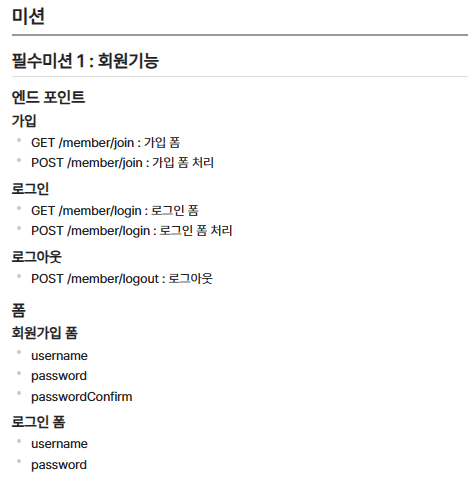 미션
필수미션 1 : 회원기능
엔드 포인트
가입
GET /member/join : 가입 폼
POST /member/join : 가입 폼 처리
로그인
GET /member/login : 로그인 폼
POST /member/login : 로그인 폼 처리
로그아웃
POST /member/logout : 로그아웃
폼
회원가입 폼
username
password
passwordConfirm
로그인 폼
username
password